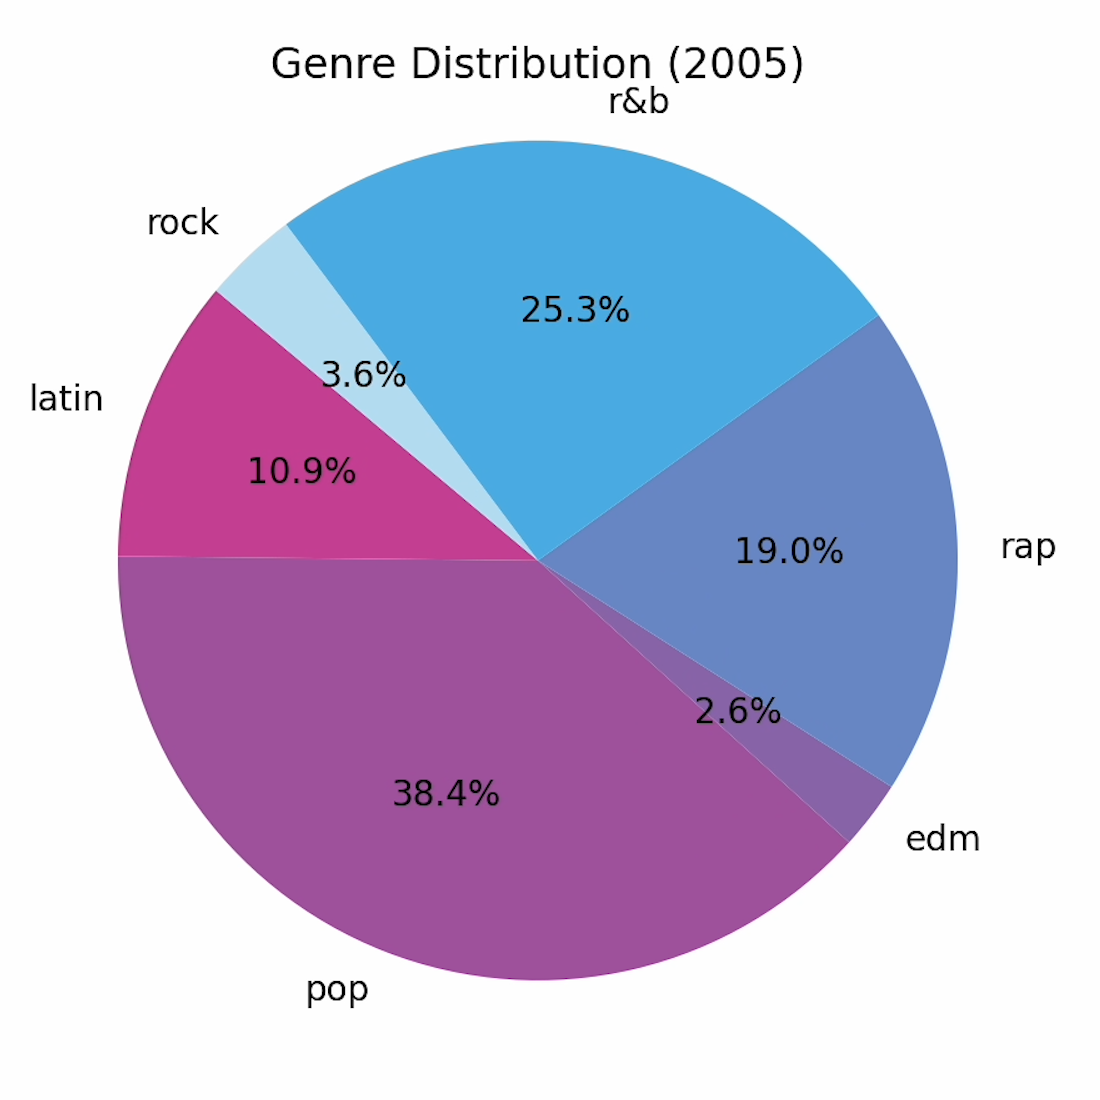 Genre Distribution (2005)
r&b
rock
25.3%
3.6%
latin
10.9%
19.0%
rap
2.6%
38.4%
edm
pop